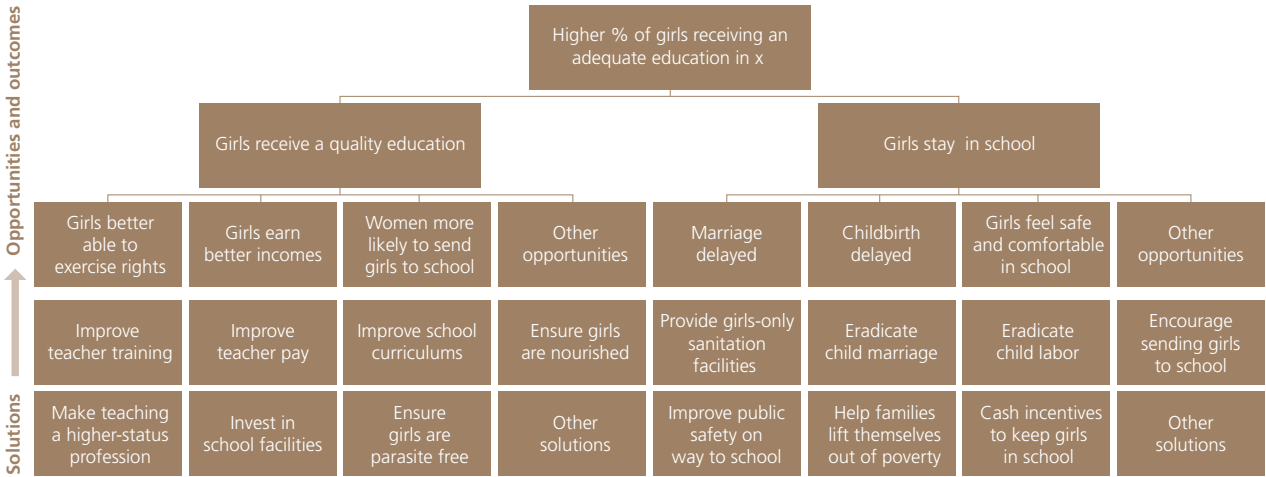 Opportunities and outcomes
Solutions
Higher % of girls receiving an
adequate education in x
Girls receive a quality education
Girls stay in school
Girls better
able to
exercise rights
Girls earn
better incomes
Women more
likely to send
girls to school
Other
opportunities
Marriage
delayed
Childbirth
delayed
Girls feel safe
and comfortable
in school
Other
opportunities
Improve
teacher training
Improve
teacher pay
Improve school
curriculums
Ensure girls
are nourished
Provide girls-only
sanitation
facilities
Eradicate
child marriage
Eradicate
child labor
Encourage
sending girls
to school
Make teaching
a higher-status
profession
Invest in
school facilities
Ensure
girls are
parasite free
Other
solutions
Improve public
safety on
way to school
Help families
lift themselves
out of poverty
Cash incentives
to keep girls
in school
Other
solutions